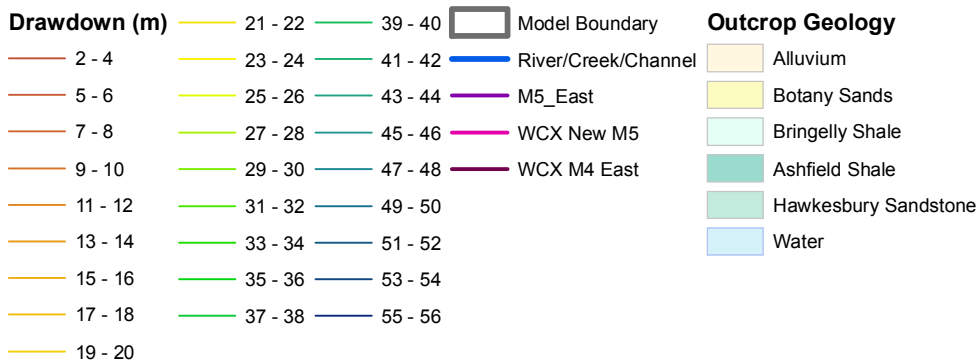 Drawdown (m)
2 - 4
5 - 6
7 - 8
9 - 10
11 - 12
13 - 14
15 - 16
17 - 18
19 - 20
21 - 22
23 - 24
25 - 26
27 - 28
29 - 30
31 - 32
33 - 34
35 - 36
37 - 38
39 - 40
41 - 42
43 - 44
45 - 46
47 - 48
49 - 50
51 - 52
53 - 54
55 - 56
Model Boundary
River/Creek/Channel
M5_East
WCX New M5
WCX M4 East
Outcrop Geology
Alluvium
Botany Sands
Bringelly Shale
Ashfield Shale
Hawkesbury Sandstone
Water